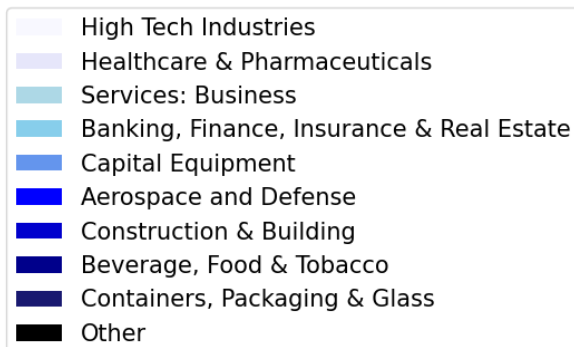 High Tech Industries
Healthcare & Pharmaceuticals
Services: Business
Banking, Finance, Insurance & Real Estate
Capital Equipment
Aerospace and Defense
Construction & Building
Beverage, Food & Tobacco
Containers, Packaging & Glass
Other